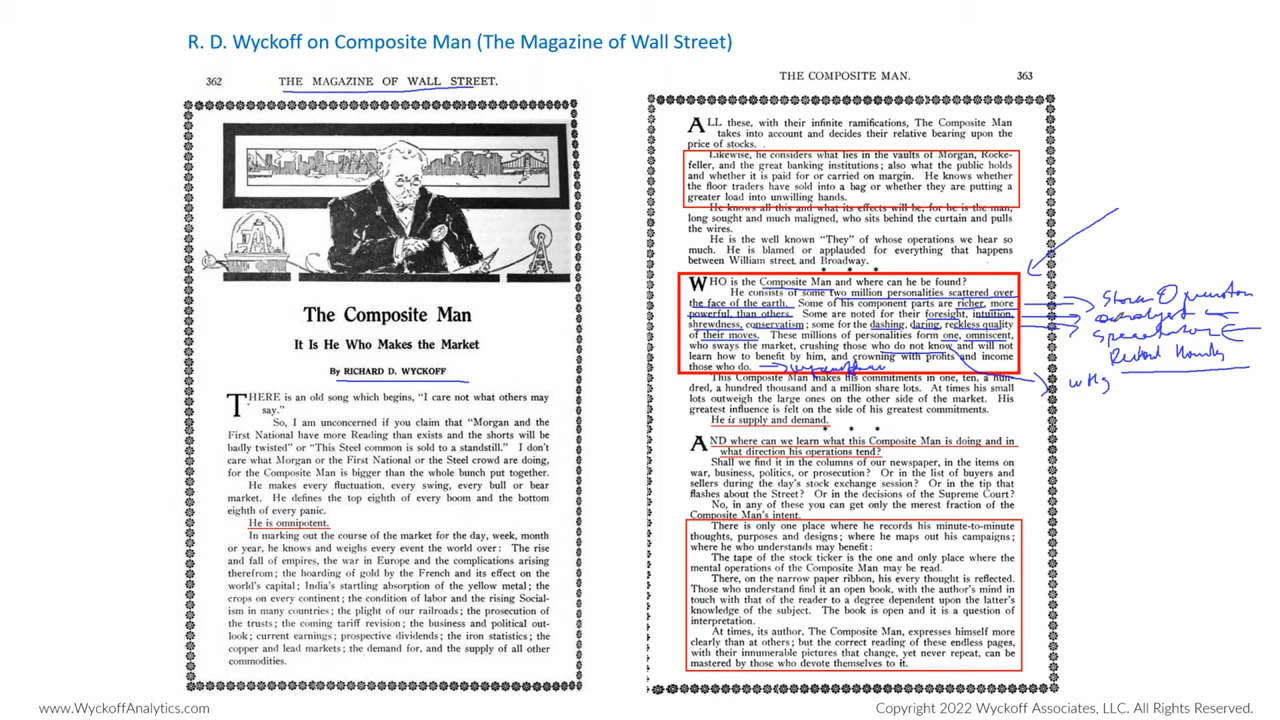 R. D. Wyckoff on Composite Man (The Magazine of Wall Street)
362
THE MAGAZINE OF WALL STREET.
The Composite Man
It Is He Who Makes the Market
By RICHARD D. WYCKOFF
THERE is an old song which begins, "I care not what others may
say."
So, I am unconcerned if you claim that "Morgan and the
First National have more Reading than exists and the shorts will be
badly twisted" or "This Steel common is sold to a standstill." I don't
care what Morgan or the First National or the Steel crowd are doing,
for the Composite Man is bigger than the whole bunch put together.
He makes every fluctuation, every swing, every bull or bear
market. He defines the top eighth of every boom and the bottom
eighth of every panic.
He is omnipotent.
In marking out the course of the market for the day, week, month
or year, he knows and weighs every event the world over: The rise
and fall of empires, the war in Europe and the complications arising
therefrom; the hoarding of gold by the French and its effect on the
world's capital; India's startling absorption of the yellow metal; the
crops on every continent; the condition of labor and the rising Social-
ism in many countries; the plight of our railroads; the prosecution of
the trusts; the coming tariff revision; the business and political out-
look; current earnings; prospective dividends; the iron statistics; the
copper and lead markets; the demand for, and the supply of all other
commodities.
THE COMPOSITE MAN.
363
ALL these, with their infinite ramifications, The Composite Man
takes into account and decides their relative bearing upon the
price of stocks.
Likewise, he considers what lies in the vaults of Morgan, Rocke-
feller, and the great banking institutions; also what the public holds
and whether it is paid for or carried on margin. He knows whether
the floor traders have sold into a bag or whether they are putting a
greater load into unwilling hands.
He knows all this and what its effects will be, for he is the man,
long sought and much maligned, who sits behind the curtain and pulls
the wires.
He is the well known "They" of whose operations we hear so
much. He is blamed or applauded for everything that happens
between William street and Broadway.
* * *
WHO is the Composite Man and where can he be found?
He consists of some two million personalities scattered over
the face of the earth. Some of his component parts are richer, more
powerful, than others. Some are noted for their foresight, intuition,
shrewdness, conservatism; some for the dashing, daring, reckless quality
of their moves. These millions of personalities form one, omniscent,
who sways the market, crushing those who do not know and will not
learn how to benefit by him, and crowning with profits and income
those who do.
This Composite Man makes his commitments in one, ten, a hun-
dred, a hundred thousand and a million share lots. At times his small
lots outweigh the large ones on the other side of the market. His
greatest influence is felt on the side of his greatest commitments.
He is supply and demand.
* * *
AND where can we learn what this Composite Man is doing and in
what direction his operations tend?
Shall we find it in the columns of our newspaper, in the items on
war, business, politics, or prosecution? Or in the list of buyers and
sellers during the day's stock exchange session? Or in the tip that
flashes about the Street? Or in the decisions of the Supreme Court?
No, in any of these you can get only the merest fraction of the
Composite Man's intent.
There is only one place where he records his minute-to-minute
thoughts, purposes and designs; where he maps out his campaigns;
where he who understands may benefit:
The tape of the stock ticker is the one and only place where the
mental operations of the Composite Man may be read.
There, on the narrow paper ribbon, his every thought is reflected.
Those who understand find it an open book, with the author's mind in
touch with that of the reader to a degree dependent upon the latter's
knowledge of the subject. The book is open and it is a question of
interpretation.
At times, its author, The Composite Man, expresses himself more
clearly than at others; but the correct reading of these endless pages,
with their innumerable pictures that change, yet never repeat, can be
mastered by those who devote themselves to it.
www.WyckoffAnalytics.com
Copyright 2022 Wyckoff Associates, LLC. All Rights Reserved.